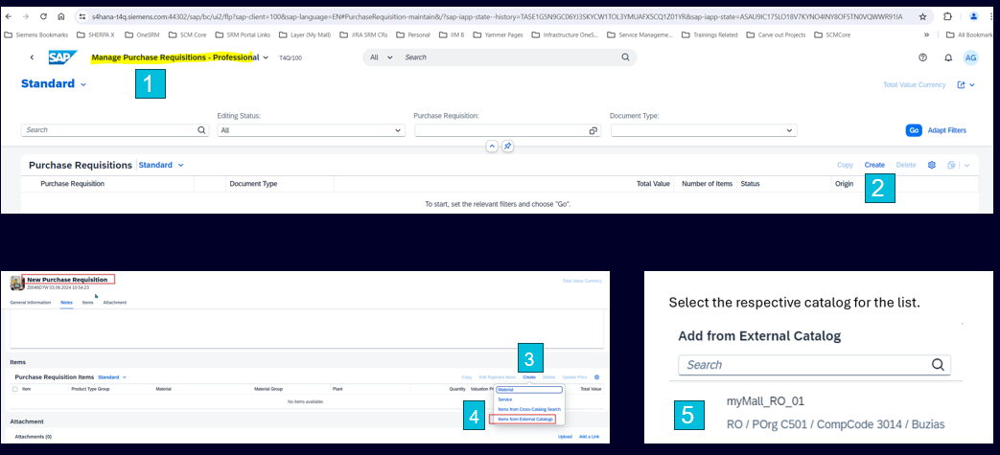 s4hana-t4q.siemens.com:44302/sap/bc/ui2/flp?sap-client=100&sap-language=EN#PurchaseRequisition-maintain&/?sap-iapp-state--history=TASE1G5N9GC06YJ3SKYCW1TOL3YMUAFX5CQ1Z01YR&sap-iapp-state=ASAU9IC175LO18V7KYNO4INY8OF5TN0VQWWR91IA
Siemens Bookmarks SHERPA X OneSRM SCM Core SRM Portal Links Layer (My Mall) JIRA SRM CRs Personal IIM B Yammer Pages Infrastructure OneS... Service Manageme... Trainings Related Carve out Projects SCMCore » All Bookmark
SAP Manage Purchase Requisitions - Professional T4Q/100 All Search AG
1
Standard Total Value Currency
Editing Status: Purchase Requisition: Document Type:
Search All Go Adapt Filters
Purchase Requisitions Standard Copy Create Delete
2
Purchase Requisition Document Type Total Value Number of Items Status Origin
To start, set the relevant filters and choose "Go".
New Purchase Requisition
Z0046D7W 03.06.2024 10:54:23 Total Value Currency
General Information Notes Items Attachment
Items
3
Purchase Requisition Items Standard Copy Edit Rejected Items Create Delete Update Price
Item Product Type Group Material Material Group Plant Quantity Valuation Pr Total Value
Material
No items available.
Service
Items from Cross-Catalog Search
4
Items from External Catalogs
Attachment
Attachments (0) Upload Add a Link
Select the respective catalog for the list.
Add from External Catalog
Search
5
myMall_RO_01
RO / POrg C501 / CompCode 3014 / Buzias